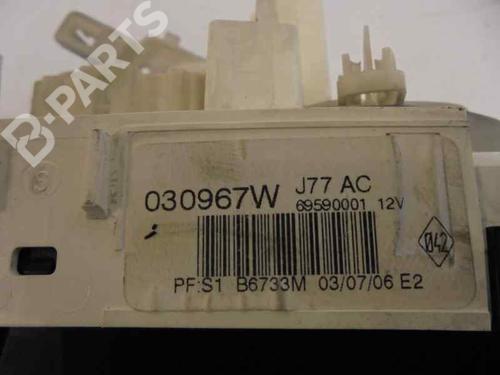 B-PARTS
030967W J77 AC
69590001 12V
042
PF:S1 B6733M 03/07/06 E2